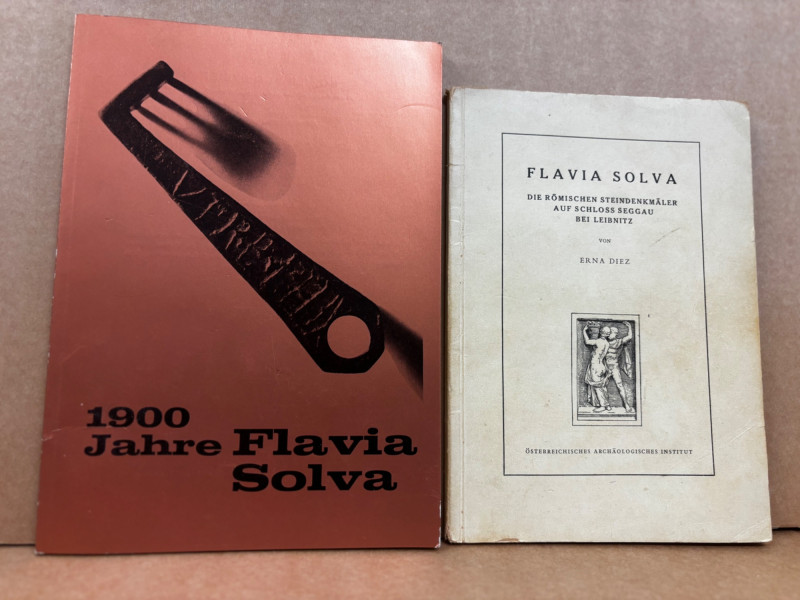 1900
Jahre Flavia
Solva
FLAVIA SOLVA
DIE RÖMISCHEN STEINDENKMÄLER
AUF SCHLOSS SEGGAU
BEI LEIBNITZ
VON
ERNA DIEZ
ÖSTERREICHISCHES ARCHÄOLOGISCHES INSTITUT